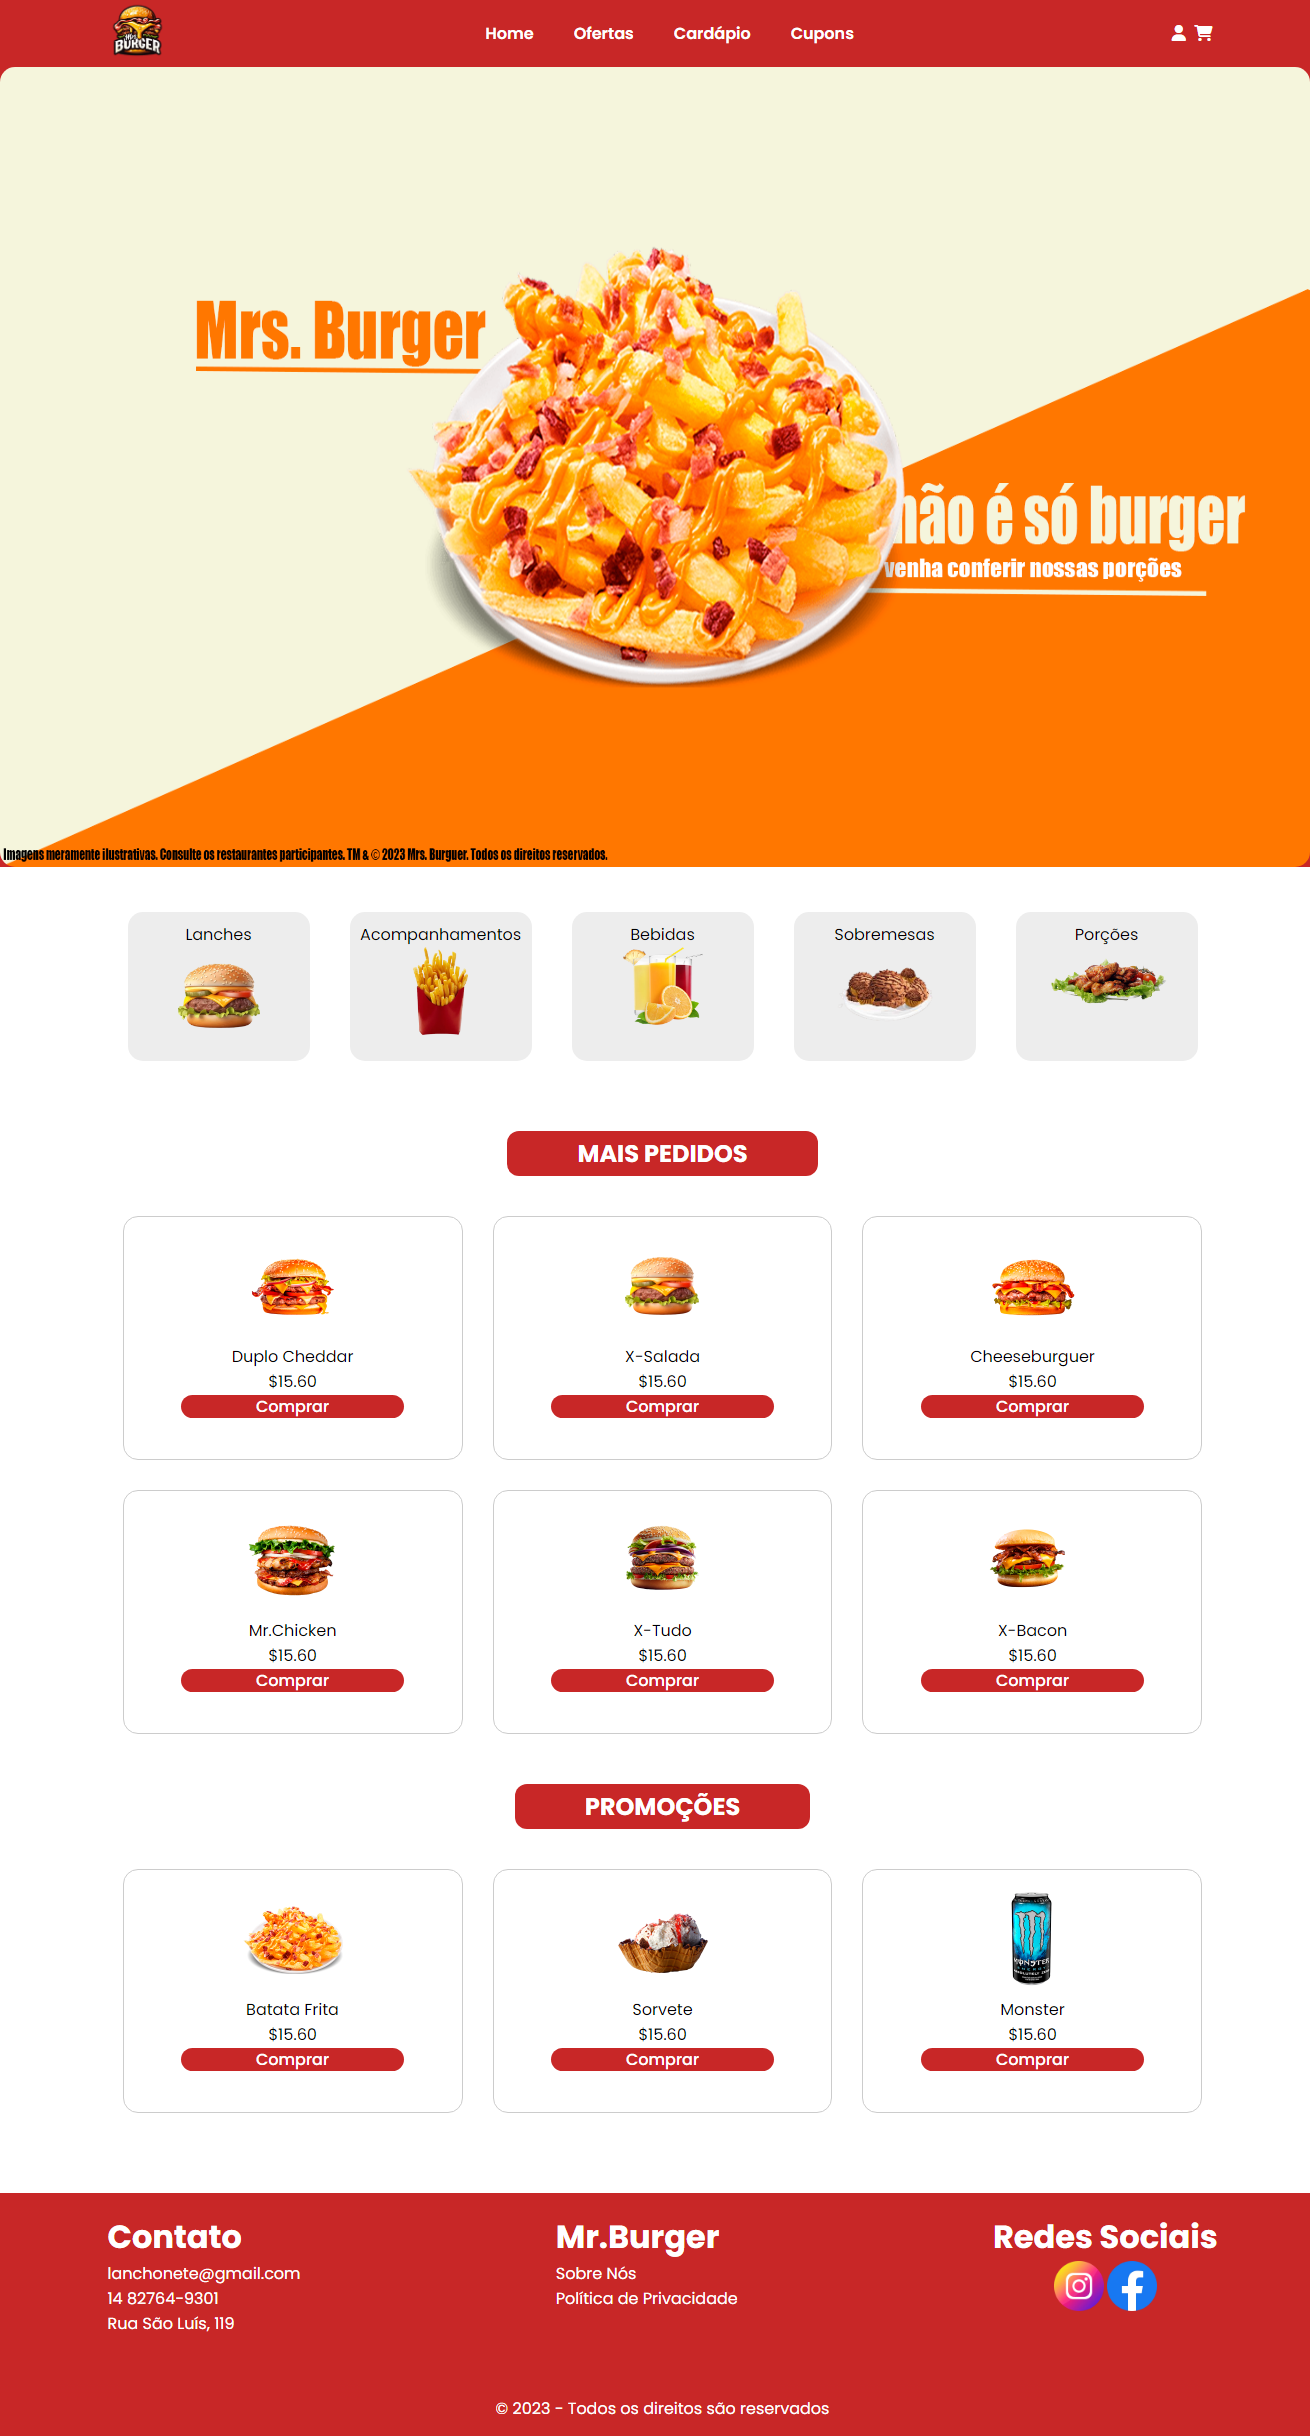 Mrs.
BURGER
Home
Ofertas
Cardápio
Cupons
Mrs. Burger
não é só burger
venha conferir nossas porções
Imagens meramente ilustrativas. Consulte os restaurantes participantes. TM & © 2023 Mrs. Burguer. Todos os direitos reservados.
Lanches
Acompanhamentos
Bebidas
Sobremesas
Porções
MAIS PEDIDOS
Duplo Cheddar
$15.60
Comprar
X-Salada
$15.60
Comprar
Cheeseburguer
$15.60
Comprar
Mr.Chicken
$15.60
Comprar
X-Tudo
$15.60
Comprar
X-Bacon
$15.60
Comprar
PROMOÇÕES
Batata Frita
$15.60
Comprar
Sorvete
$15.60
Comprar
MONSTER
Monster
$15.60
Comprar
Contato
lanchonete@gmail.com
14 82764-9301
Rua São Luís, 119
Mr.Burger
Sobre Nós
Política de Privacidade
Redes Sociais
© 2023 - Todos os direitos são reservados